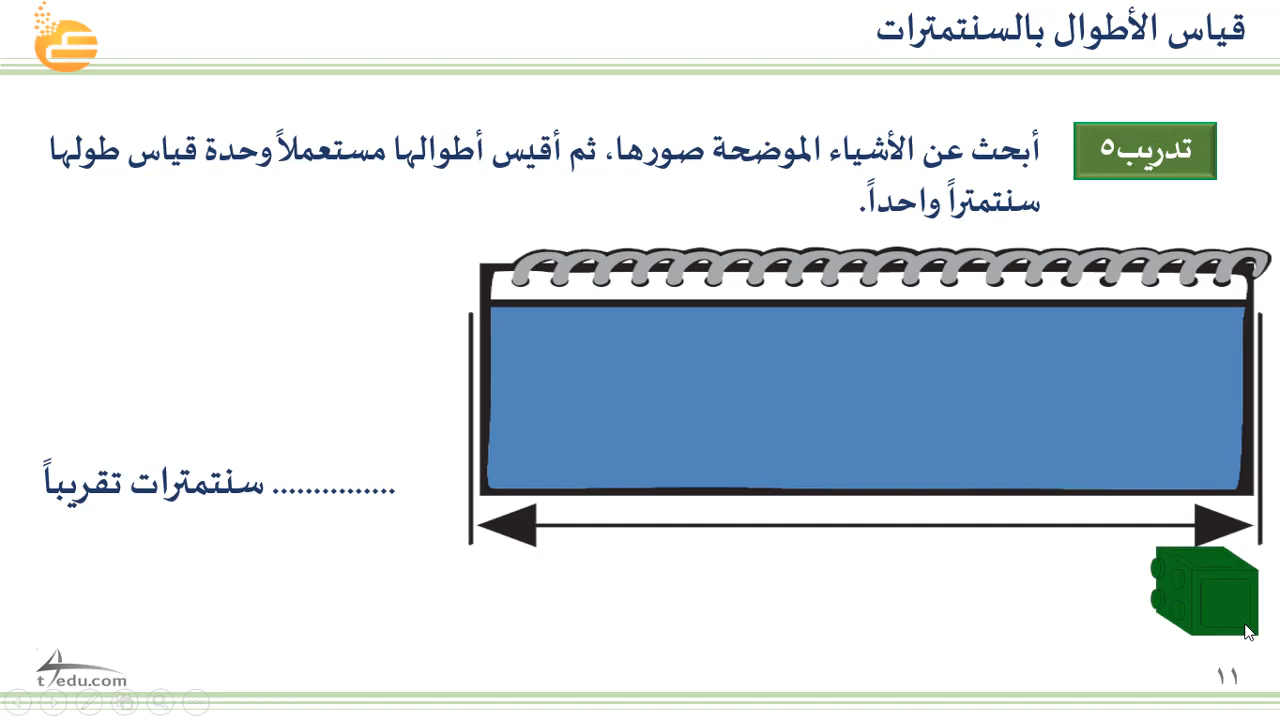 قياس الأطوال بالسنتمترات
تدريب٥
أبحث عن الأشياء الموضحة صورها، ثم أقيس أطوالها مستعملاً وحدة قياس طولها
سنتمتراً واحداً.
............... سنتمترات تقريباً
t4edu.com
١١